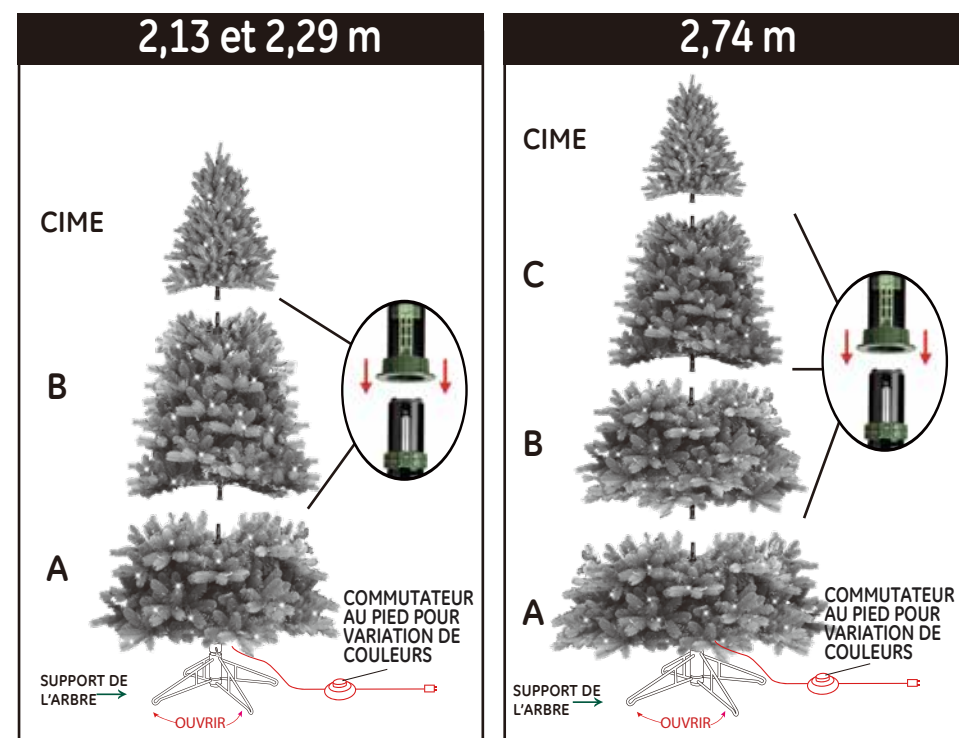 2,13 et 2,29 m
CIME
B
A
COMMUTATEUR
AU PIED POUR
VARIATION DE
COULEURS
SUPPORT DE
L'ARBRE
OUVRIR
2,74 m
CIME
C
B
A
COMMUTATEUR
AU PIED POUR
VARIATION DE
COULEURS
SUPPORT DE
L'ARBRE
OUVRIR